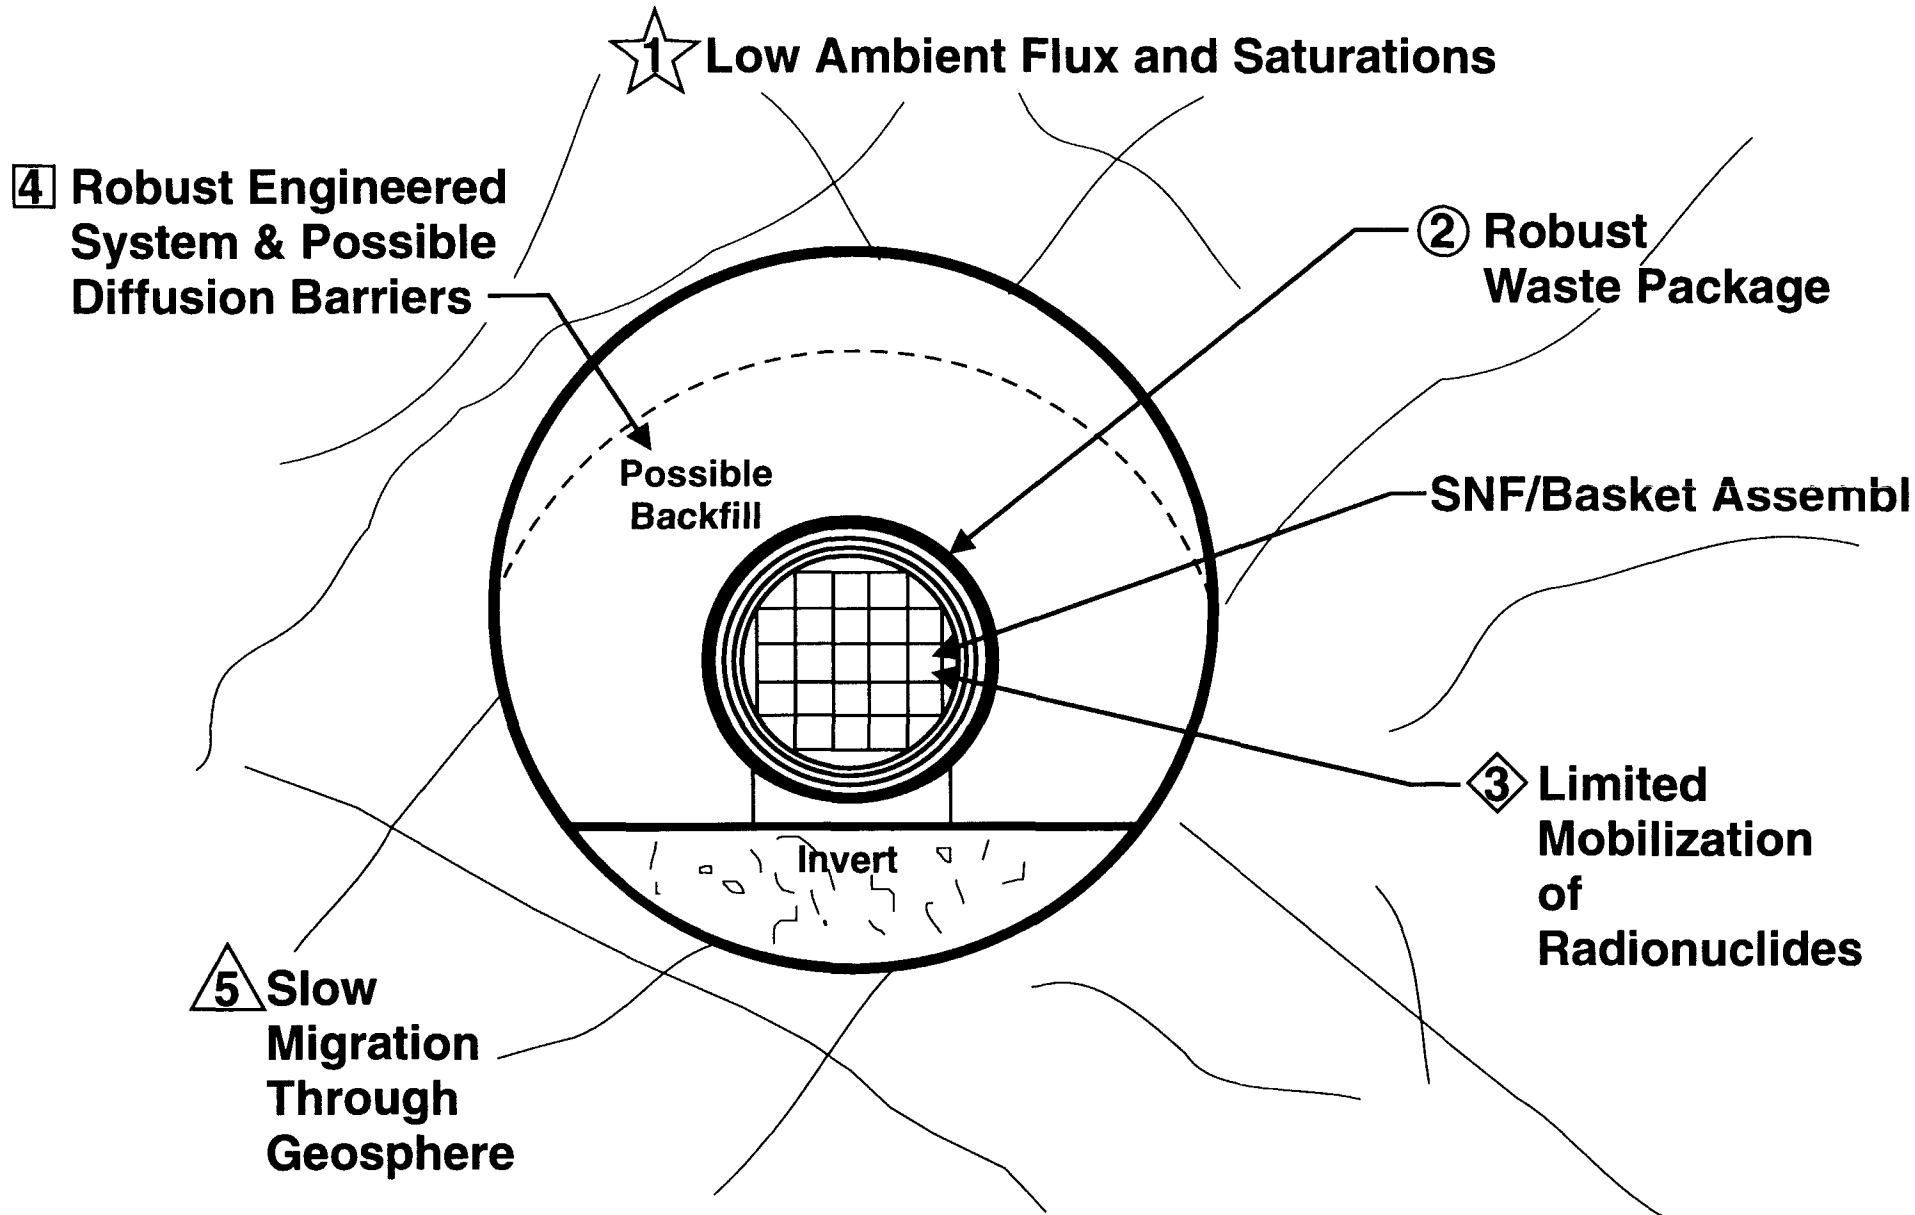 1 Low Ambient Flux and Saturations
4 Robust Engineered
System & Possible
Diffusion Barriers
2 Robust
Waste Package
Possible
Backfill
SNF/Basket Assembl
Invert
3 Limited
Mobilization
of
Radionuclides
5 Slow
Migration
Through
Geosphere